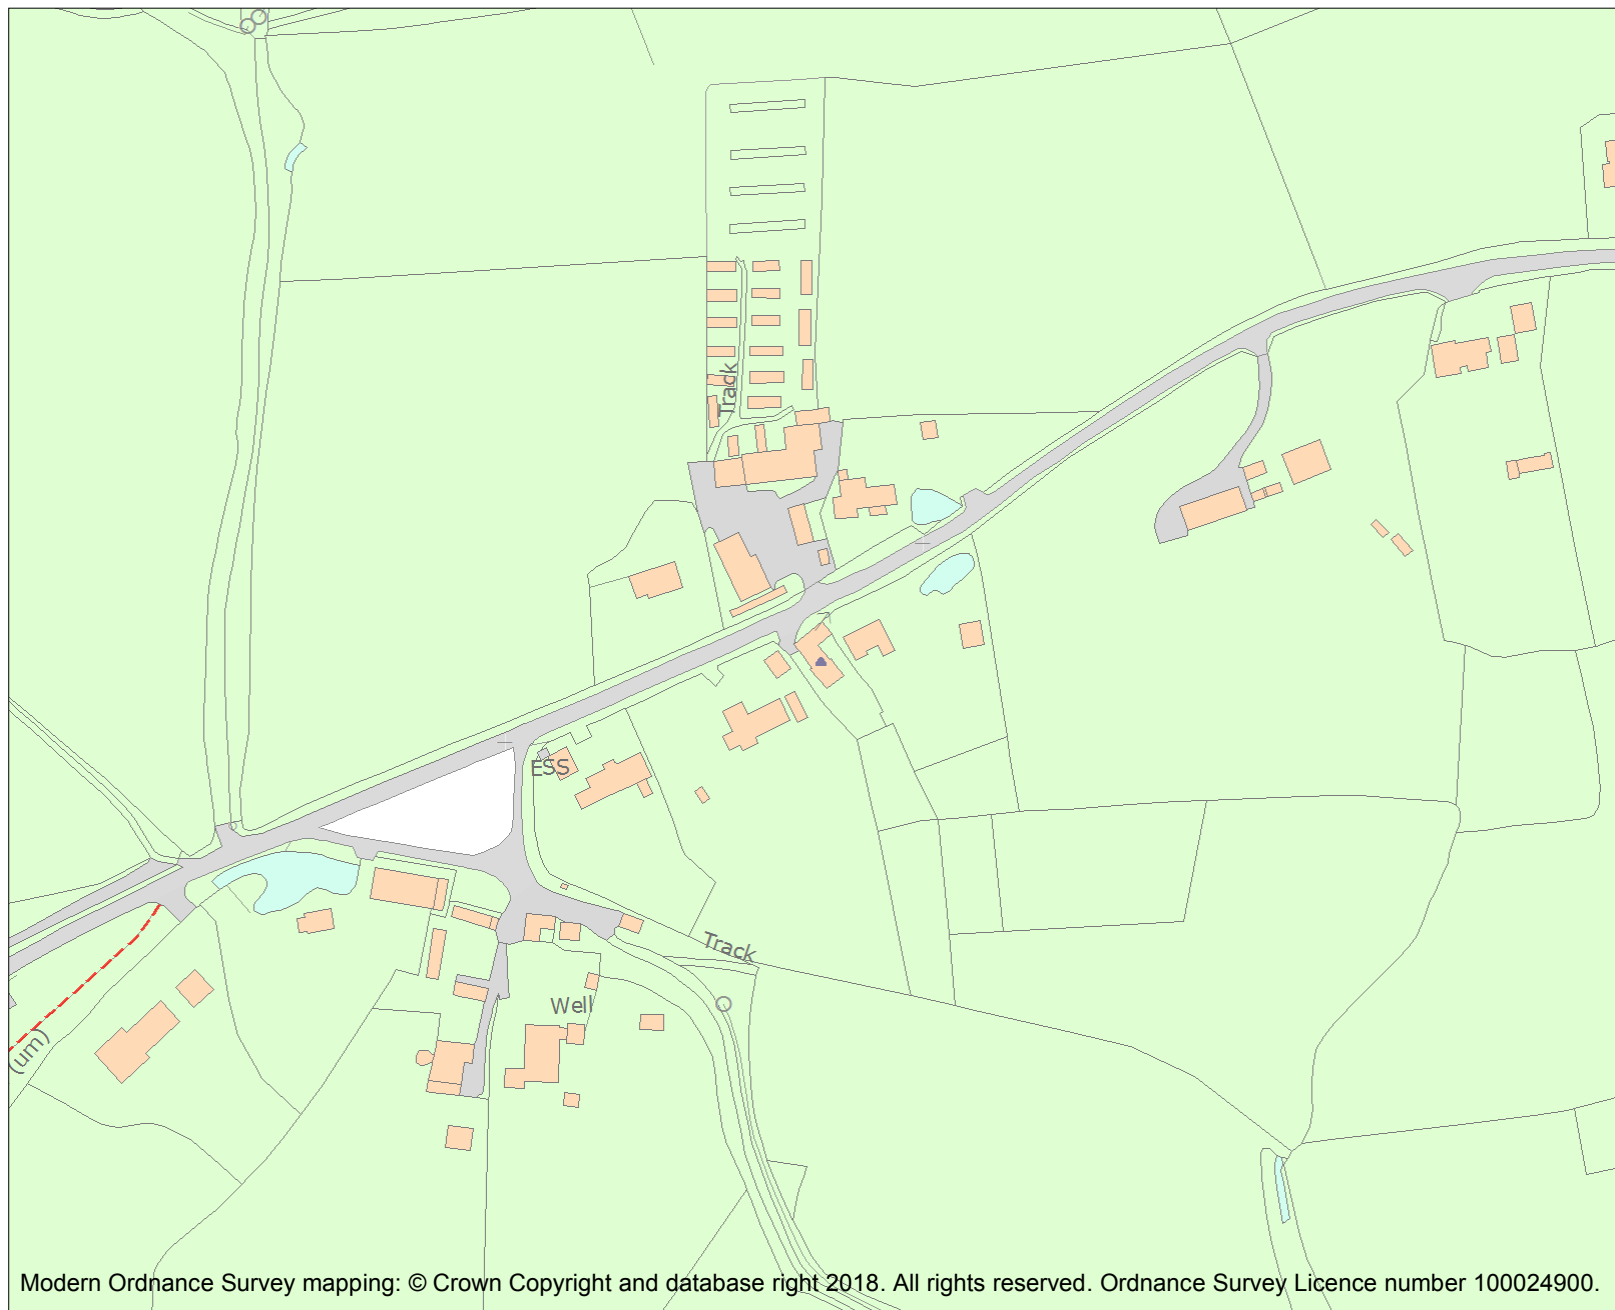 Track
ESS
Track
Well
(um)
Modern Ordnance Survey mapping: © Crown Copyright and database right 2018. All rights reserved. Ordnance Survey Licence number 100024900.